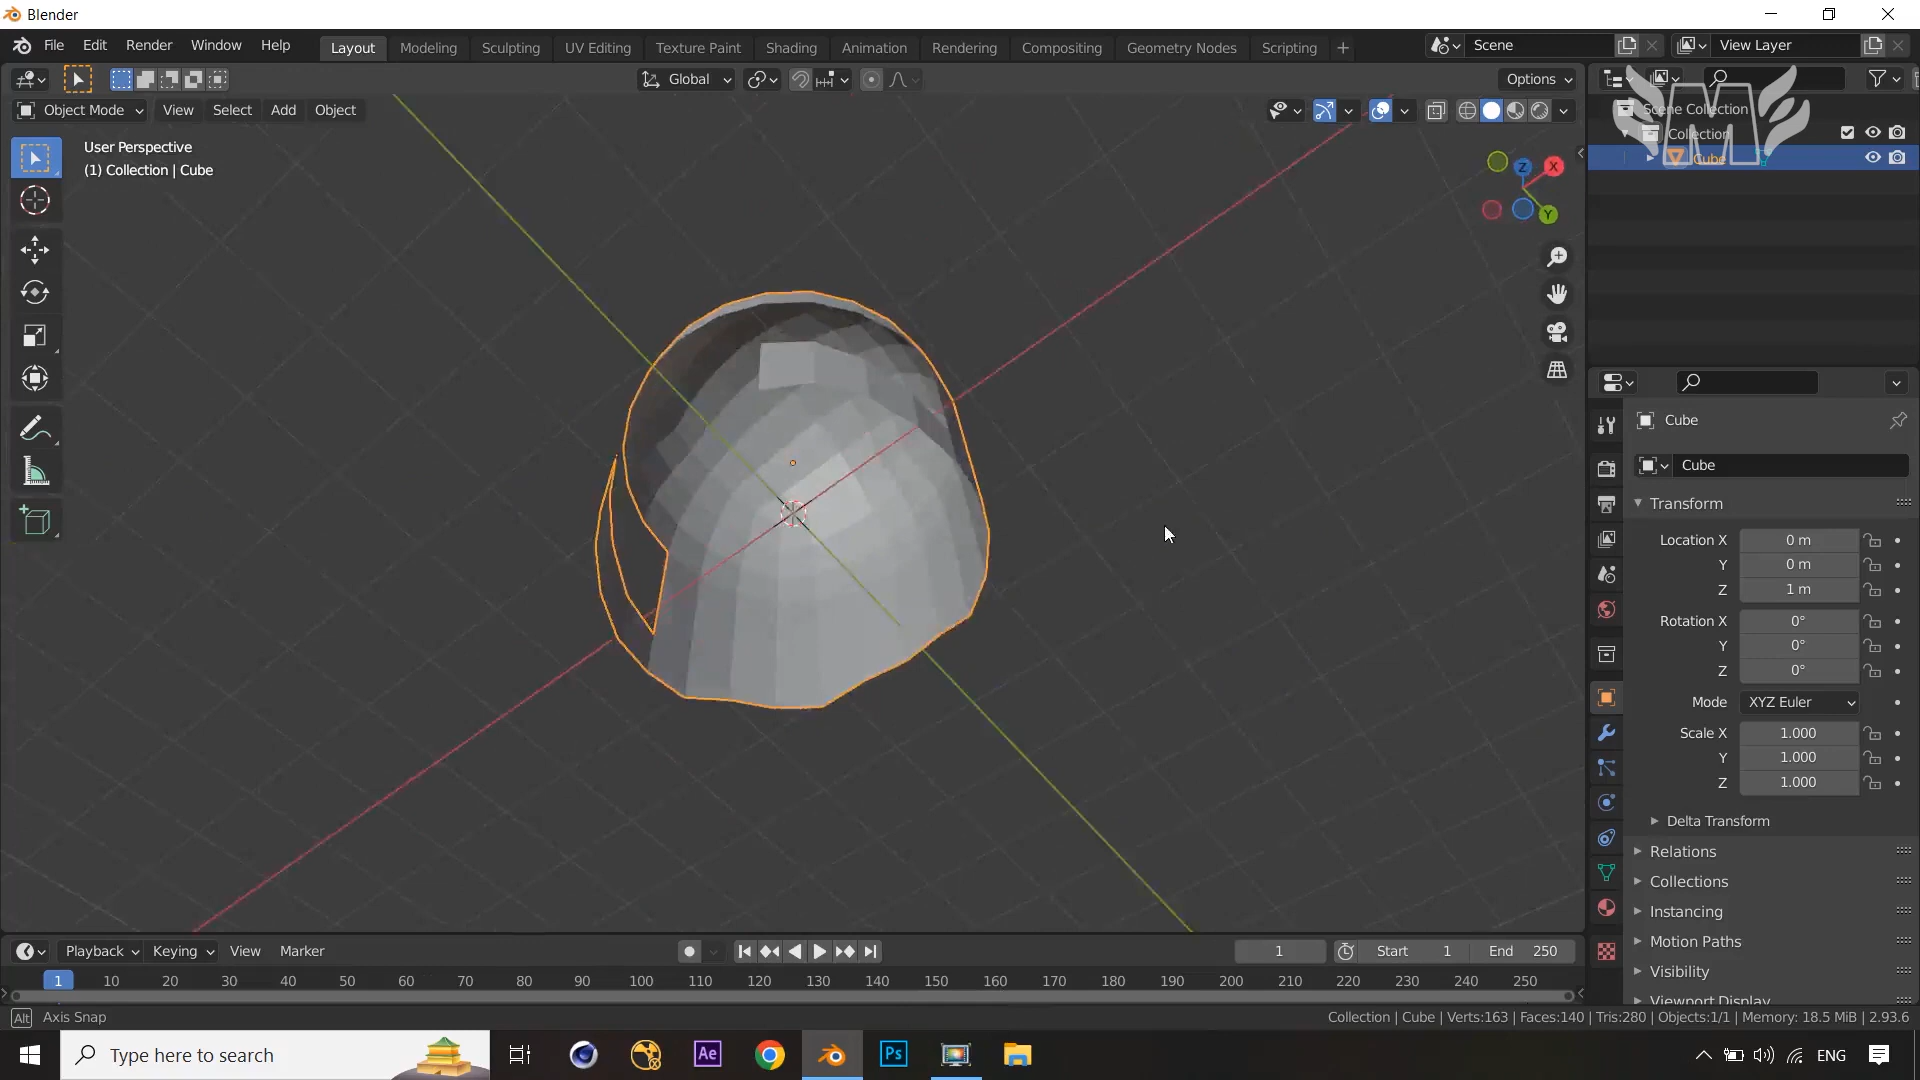 Blender
File Edit Render Window Help Layout Modeling Sculpting UV Editing Texture Paint Shading Animation Rendering Compositing Geometry Nodes Scripting + Scene View Layer
Global Options
Object Mode View Select Add Object
Scene Collection
Collection
Cube
User Perspective
(1) Collection | Cube
Z X Y
Cube
Cube
Transform
Location X 0 m
Y 0 m
Z 1 m
Rotation X 0°
Y 0°
Z 0°
Mode XYZ Euler
Scale X 1.000
Y 1.000
Z 1.000
Delta Transform
Relations
Collections
Instancing
Motion Paths
Visibility
Viewport Display
Playback Keying View Marker 1 Start 1 End 250
1 10 20 30 40 50 60 70 80 90 100 110 120 130 140 150 160 170 180 190 200 210 220 230 240 250
Alt Axis Snap
Collection | Cube | Verts:163 | Faces:140 | Tris:280 | Objects:1/1 | Memory: 18.5 MiB | 2.93.6
Type here to search Ae Ps ENG